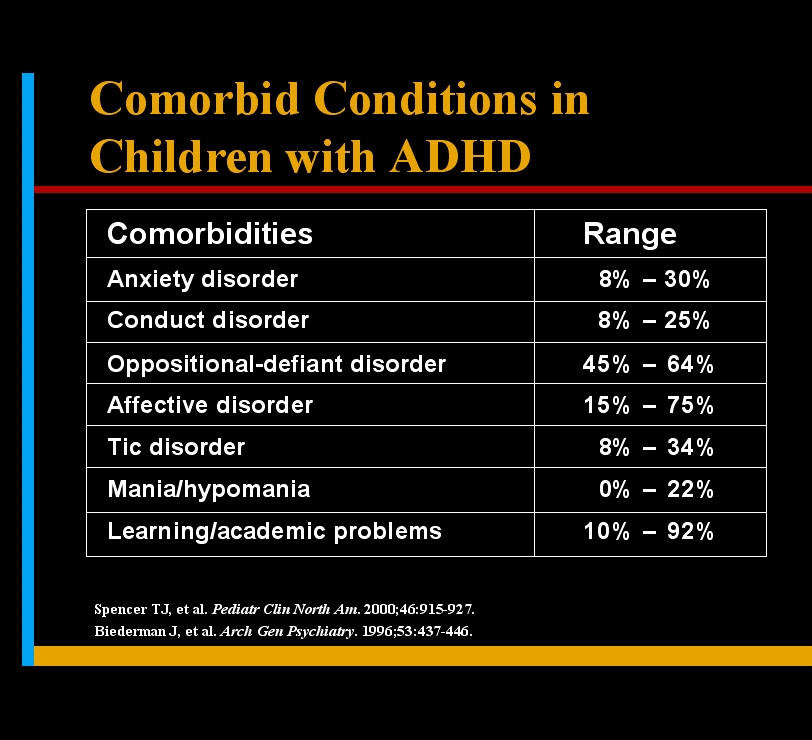 Comorbid Conditions in
Children with ADHD
Comorbidities Range
Anxiety disorder 8% – 30%
Conduct disorder 8% – 25%
Oppositional-defiant disorder 45% – 64%
Affective disorder 15% – 75%
Tic disorder 8% – 34%
Mania/hypomania 0% – 22%
Learning/academic problems 10% – 92%
Spencer TJ, et al. Pediatr Clin North Am. 2000;46:915-927.
Biederman J, et al. Arch Gen Psychiatry. 1996;53:437-446.